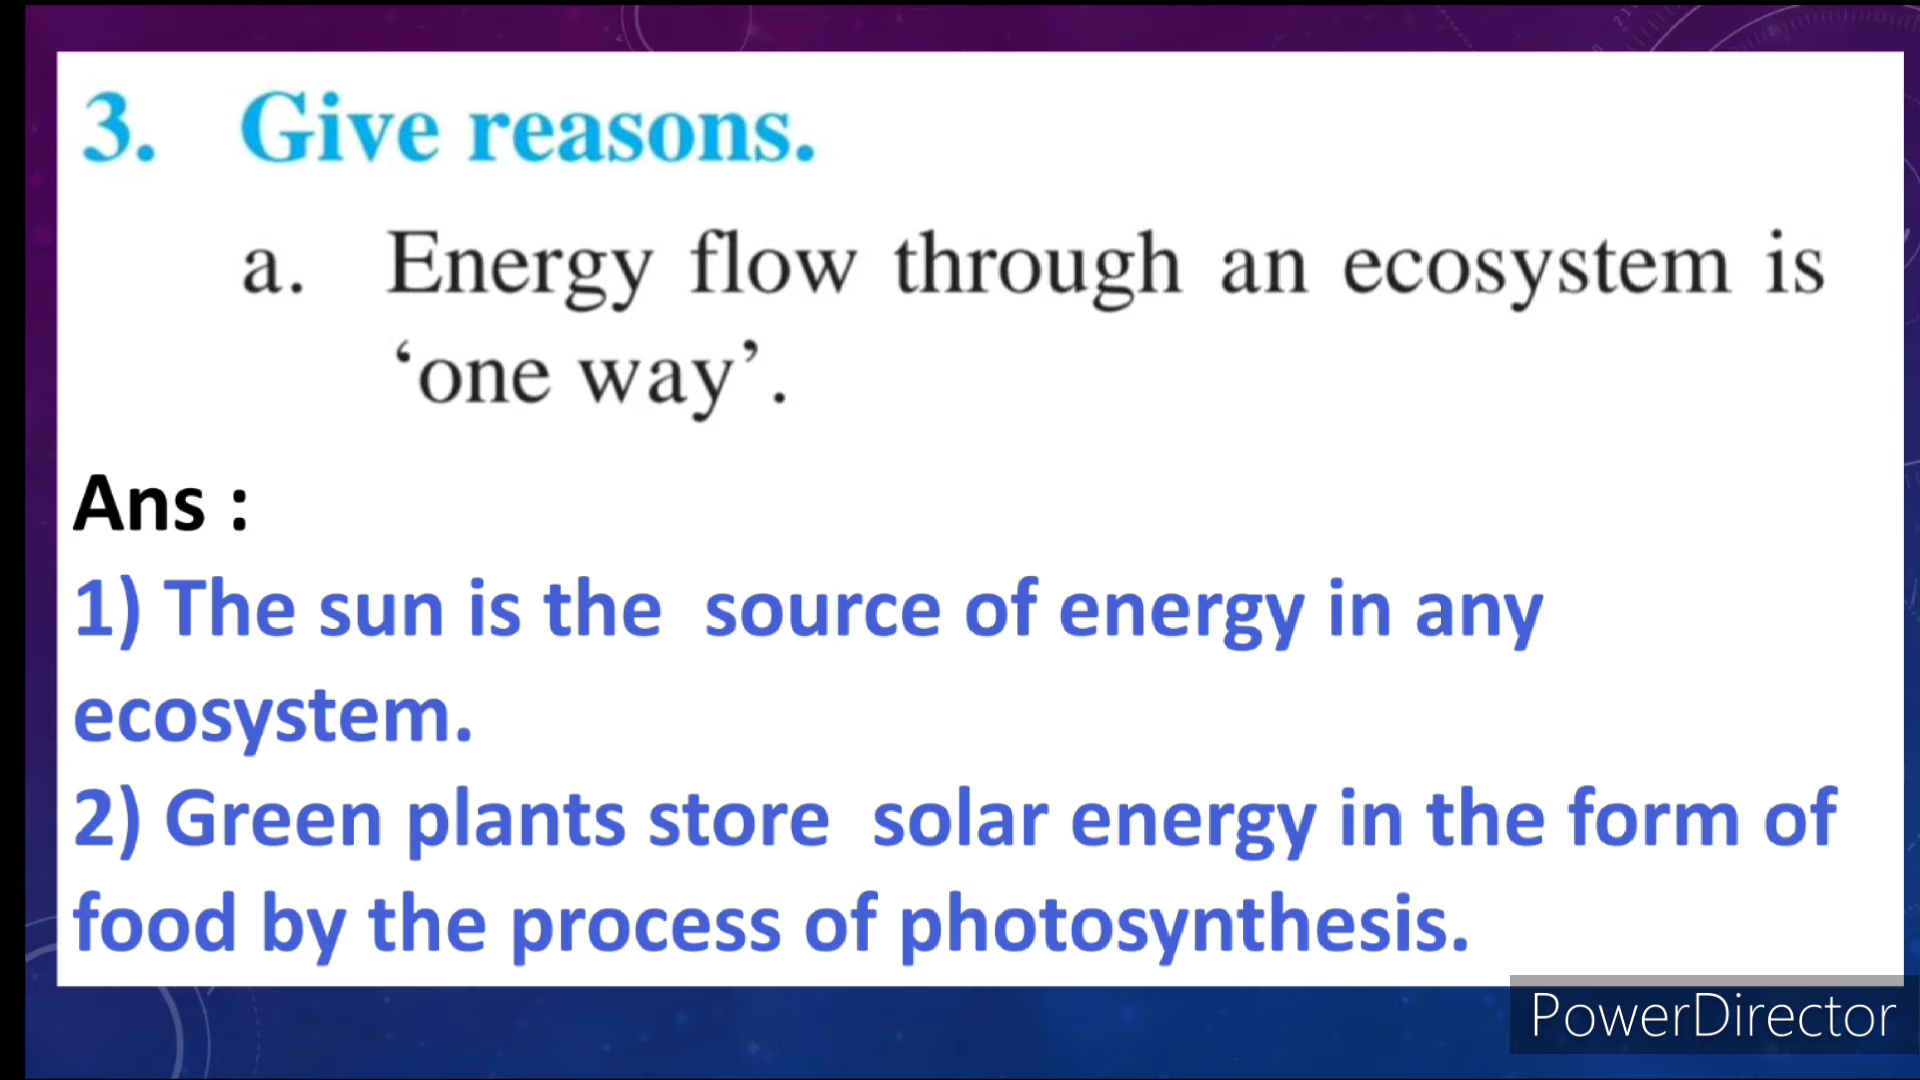 3. Give reasons.
a. Energy flow through an ecosystem is
‘one way’.
Ans :
1) The sun is the source of energy in any
ecosystem.
2) Green plants store solar energy in the form of
food by the process of photosynthesis.
PowerDirector